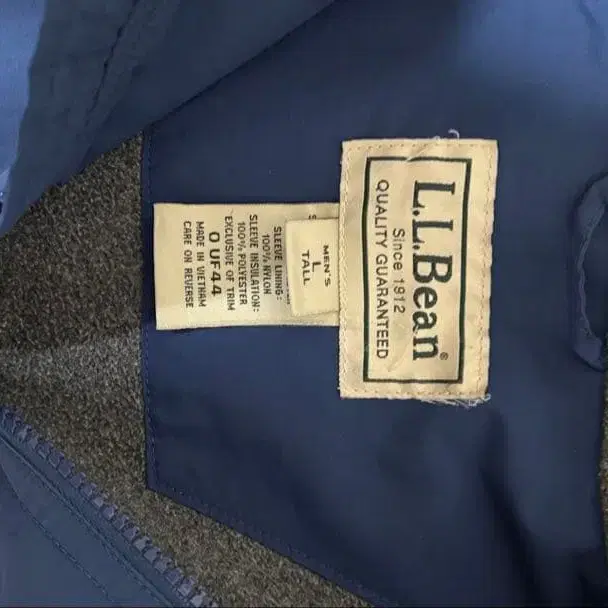 L.L.Bean®
Since 1912
QUALITY GUARANTEED
MEN'S
L
TALL
SLEEVE LINING:
100% NYLON
SLEEVE INSULATION:
100% POLYESTER
*EXCLUSIVE OF TRIM
0 UF44
MADE IN VIETNAM
CARE ON REVERSE